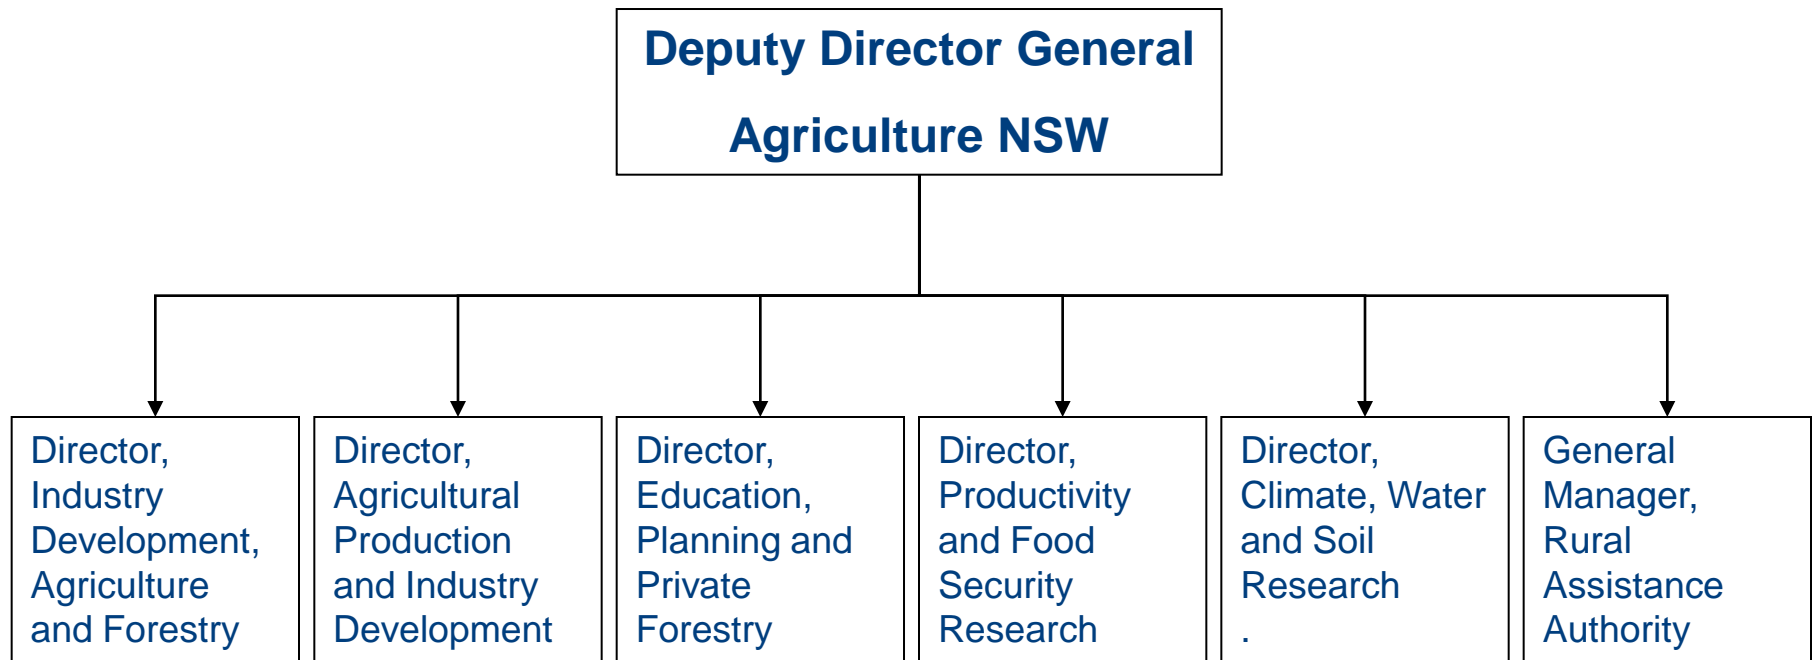 Deputy Director General
Agriculture NSW
Director,
Industry
Development,
Agriculture
and Forestry
Director,
Agricultural
Production
and Industry
Development
Director,
Education,
Planning and
Private
Forestry
Director,
Productivity
and Food
Security
Research
Director,
Climate, Water
and Soil
Research
.
General
Manager,
Rural
Assistance
Authority